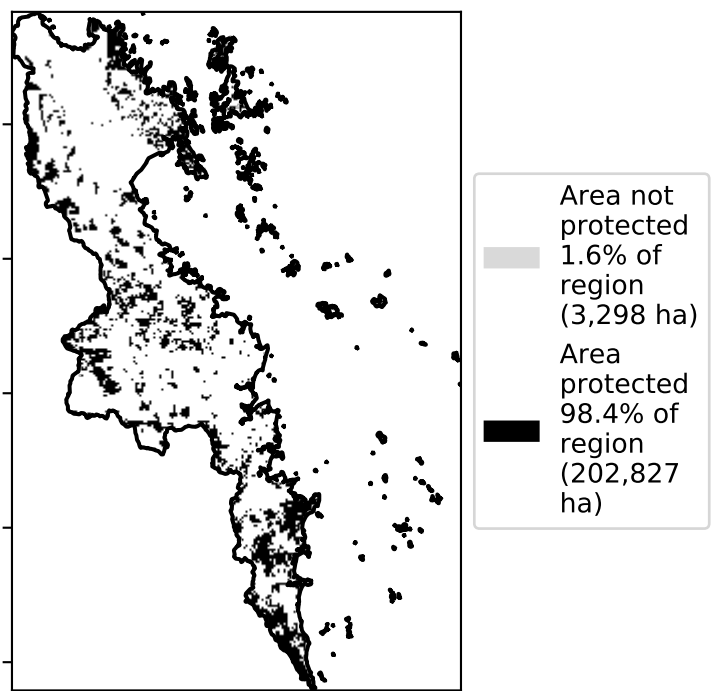 Area not
protected
1.6% of
region
(3,298 ha)
Area
protected
98.4% of
region
(202,827
ha)